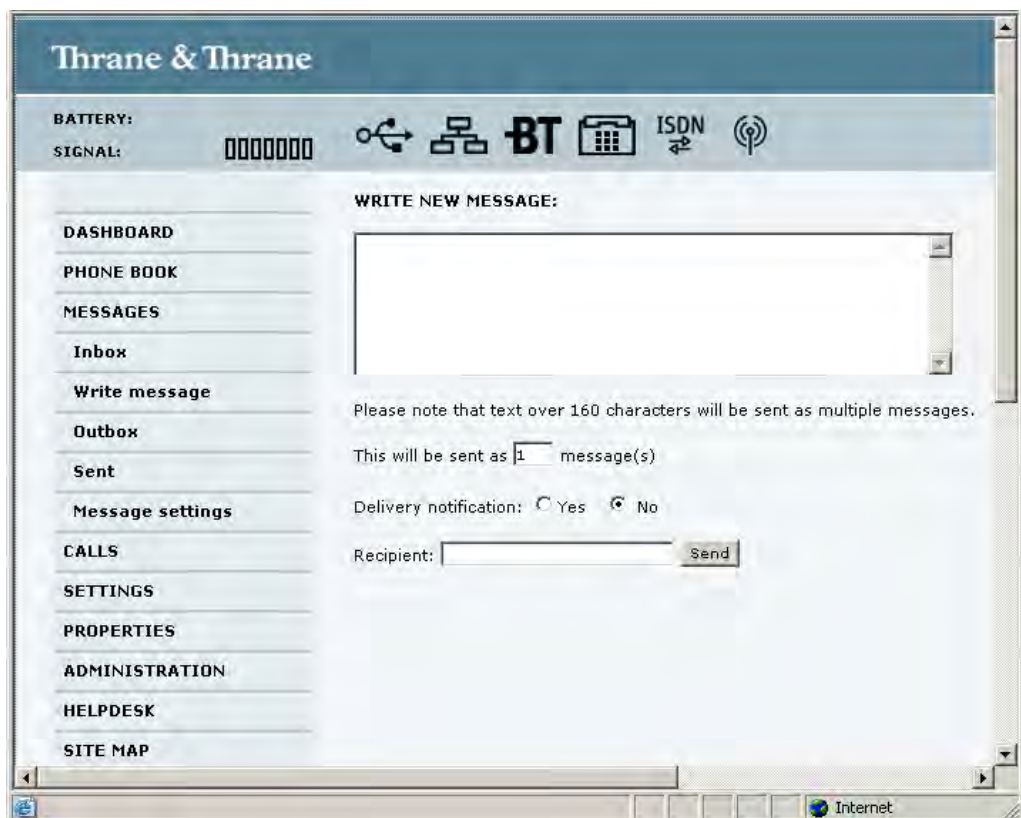 Thrane & Thrane
BATTERY:
SIGNAL:
BT
ISDN
WRITE NEW MESSAGE:
DASHBOARD
PHONE BOOK
MESSAGES
Inbox
Write message
Outbox
Sent
Message settings
CALLS
SETTINGS
PROPERTIES
ADMINISTRATION
HELPDESK
SITE MAP
Please note that text over 160 characters will be sent as multiple messages.
This will be sent as 1 message(s)
Delivery notification: Yes No
Recipient: Send
Internet